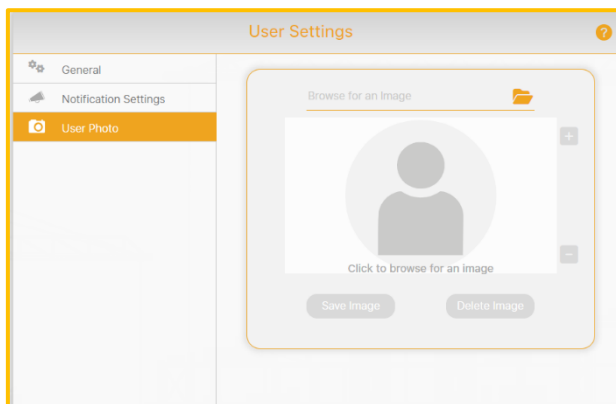 User Settings
?
General
Notification Settings
User Photo
Browse for an Image
+
−
Click to browse for an image
Save Image
Delete Image